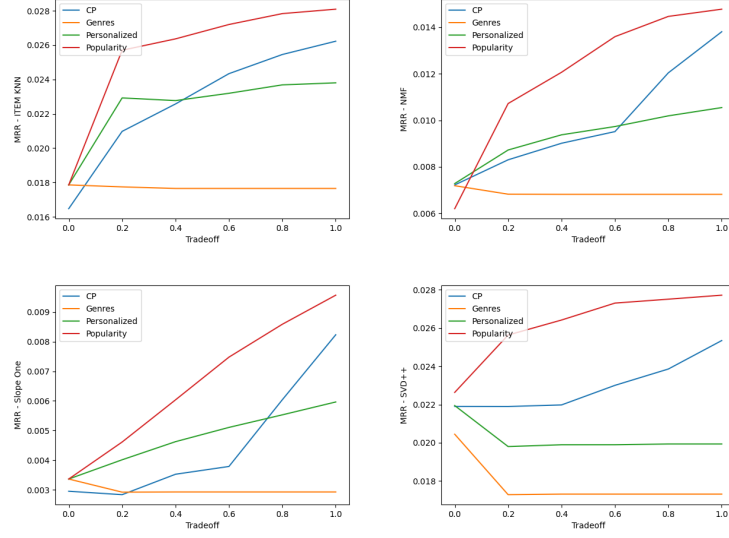 0.028
0.026
0.024
0.022
0.020
0.018
0.016
MRR - ITEM KNN
CP
Genres
Personalized
Popularity
0.0 0.2 0.4 0.6 0.8 1.0
Tradeoff
0.014
0.012
0.010
0.008
0.006
MRR - NMF
CP
Genres
Personalized
Popularity
0.0 0.2 0.4 0.6 0.8 1.0
Tradeoff
0.009
0.008
0.007
0.006
0.005
0.004
0.003
MRR - Slope One
CP
Genres
Personalized
Popularity
0.0 0.2 0.4 0.6 0.8 1.0
Tradeoff
0.028
0.026
0.024
0.022
0.020
0.018
MRR - SVD++
CP
Genres
Personalized
Popularity
0.0 0.2 0.4 0.6 0.8 1.0
Tradeoff